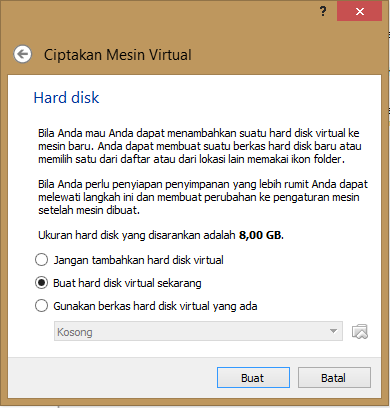 ?
Ciptakan Mesin Virtual
Hard disk
Bila Anda mau Anda dapat menambahkan suatu hard disk virtual ke
mesin baru. Anda dapat membuat suatu berkas hard disk baru atau
memilih satu dari daftar atau dari lokasi lain memakai ikon folder.
Bila Anda perlu penyiapan penyimpanan yang lebih rumit Anda dapat
melewati langkah ini dan membuat perubahan ke pengaturan mesin
setelah mesin dibuat.
Ukuran hard disk yang disarankan adalah 8,00 GB.
Jangan tambahkan hard disk virtual
Buat hard disk virtual sekarang
Gunakan berkas hard disk virtual yang ada
Kosong
Buat
Batal